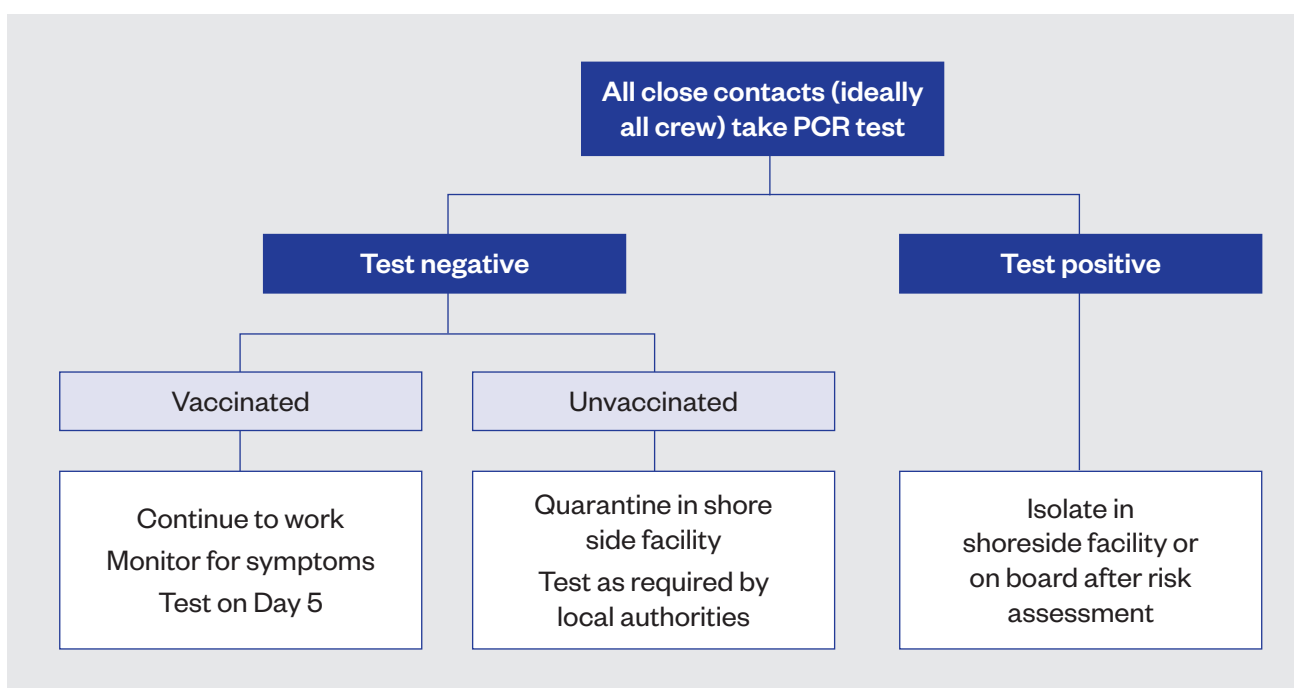 All close contacts (ideally
all crew) take PCR test
Test negative
Test positive
Vaccinated
Unvaccinated
Continue to work
Monitor for symptoms
Test on Day 5
Quarantine in shore
side facility
Test as required by
local authorities
Isolate in
shoreside facility or
on board after risk
assessment